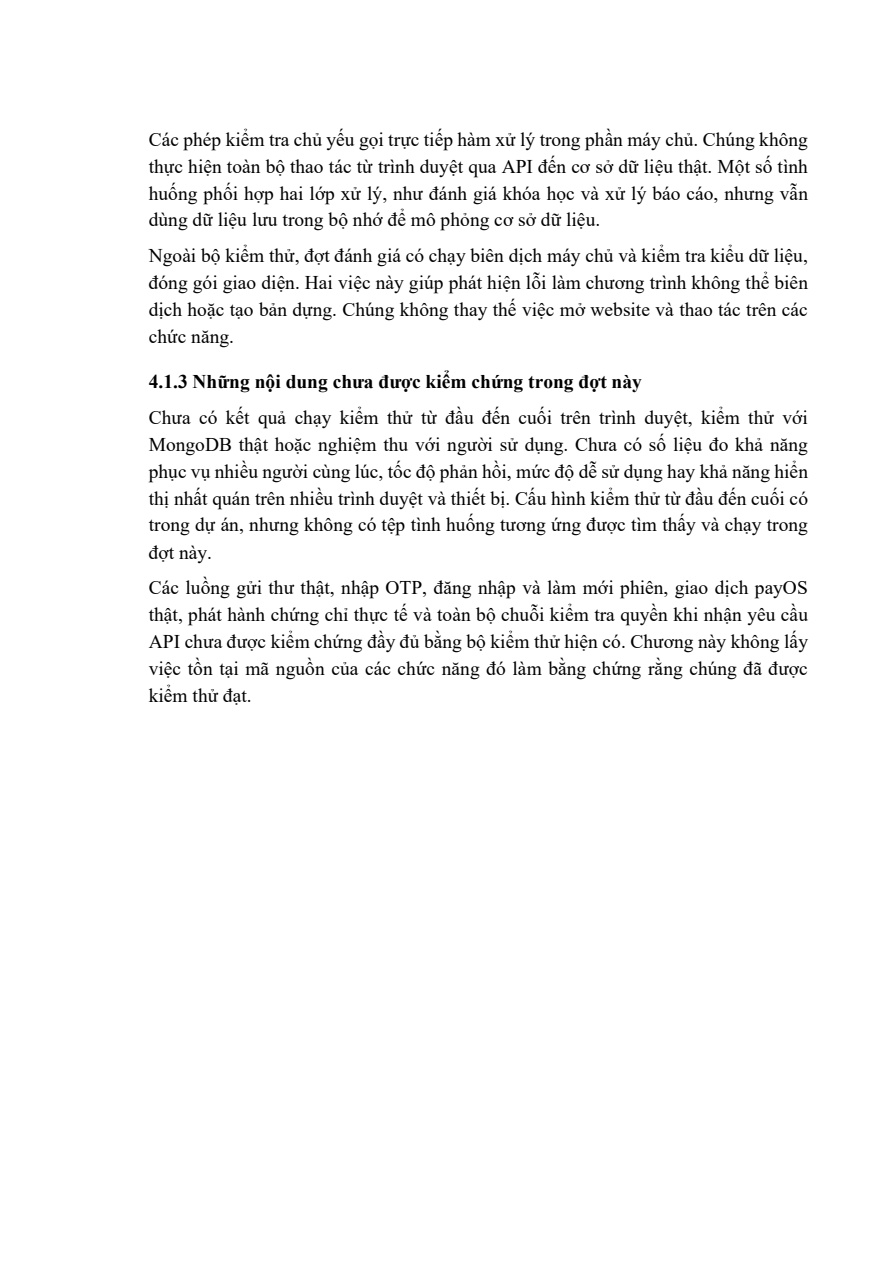 Các phép kiểm tra chủ yếu gọi trực tiếp hàm xử lý trong phần máy chủ. Chúng không
thực hiện toàn bộ thao tác từ trình duyệt qua API đến cơ sở dữ liệu thật. Một số tình
huống phối hợp hai lớp xử lý, như đánh giá khóa học và xử lý báo cáo, nhưng vẫn
dùng dữ liệu lưu trong bộ nhớ để mô phỏng cơ sở dữ liệu.
Ngoài bộ kiểm thử, đợt đánh giá có chạy biên dịch máy chủ và kiểm tra kiểu dữ liệu,
đóng gói giao diện. Hai việc này giúp phát hiện lỗi làm chương trình không thể biên
dịch hoặc tạo bản dựng. Chúng không thay thế việc mở website và thao tác trên các
chức năng.
4.1.3 Những nội dung chưa được kiểm chứng trong đợt này
Chưa có kết quả chạy kiểm thử từ đầu đến cuối trên trình duyệt, kiểm thử với
MongoDB thật hoặc nghiệm thu với người sử dụng. Chưa có số liệu đo khả năng
phục vụ nhiều người cùng lúc, tốc độ phản hồi, mức độ dễ sử dụng hay khả năng hiển
thị nhất quán trên nhiều trình duyệt và thiết bị. Cấu hình kiểm thử từ đầu đến cuối có
trong dự án, nhưng không có tệp tình huống tương ứng được tìm thấy và chạy trong
đợt này.
Các luồng gửi thư thật, nhập OTP, đăng nhập và làm mới phiên, giao dịch payOS
thật, phát hành chứng chỉ thực tế và toàn bộ chuỗi kiểm tra quyền khi nhận yêu cầu
API chưa được kiểm chứng đầy đủ bằng bộ kiểm thử hiện có. Chương này không lấy
việc tồn tại mã nguồn của các chức năng đó làm bằng chứng rằng chúng đã được
kiểm thử đạt.